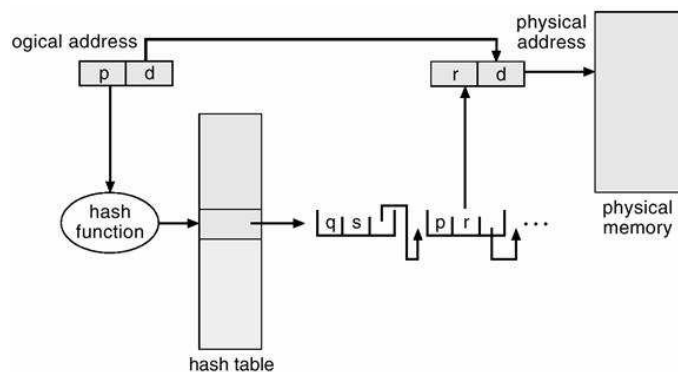 ogical address
physical
address
p d
r d
hash
function
q s
p r
...
physical
memory
hash table